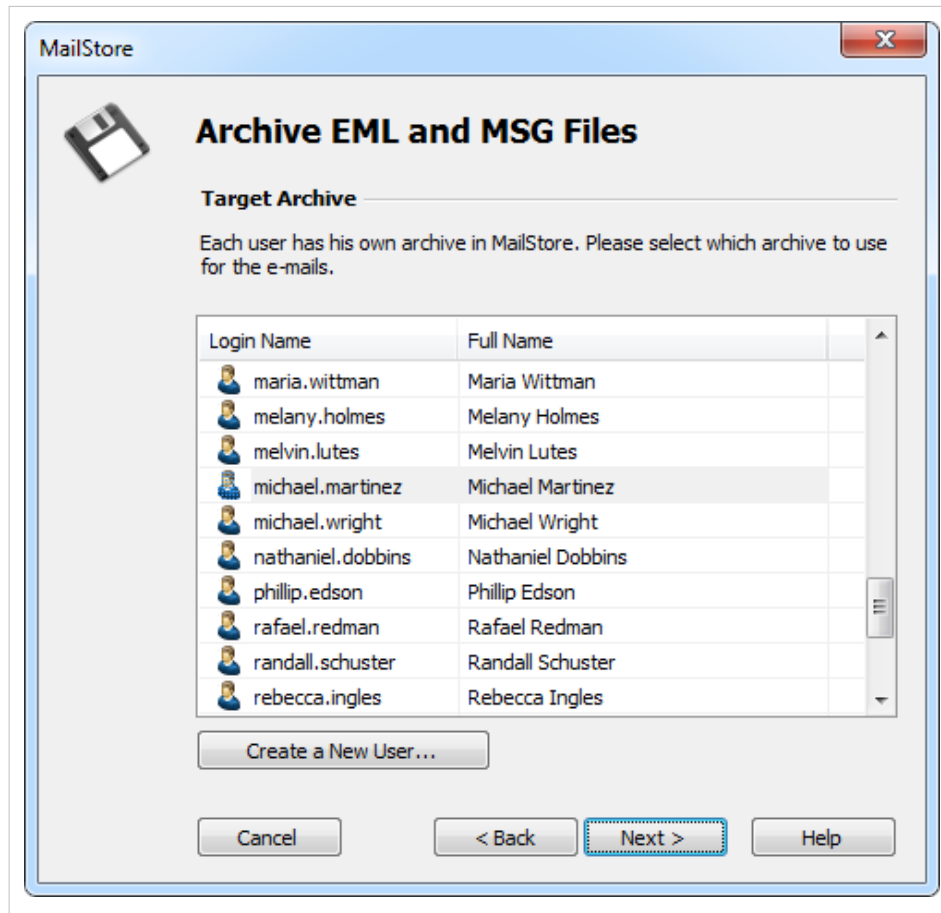 MailStore
Archive EML and MSG Files
Target Archive
Each user has his own archive in MailStore. Please select which archive to use
for the e-mails.
Login Name Full Name
maria.wittman Maria Wittman
melany.holmes Melany Holmes
melvin.lutes Melvin Lutes
michael.martinez Michael Martinez
michael.wright Michael Wright
nathaniel.dobbins Nathaniel Dobbins
phillip.edson Phillip Edson
rafael.redman Rafael Redman
randall.schuster Randall Schuster
rebecca.ingles Rebecca Ingles
Create a New User...
Cancel < Back Next > Help